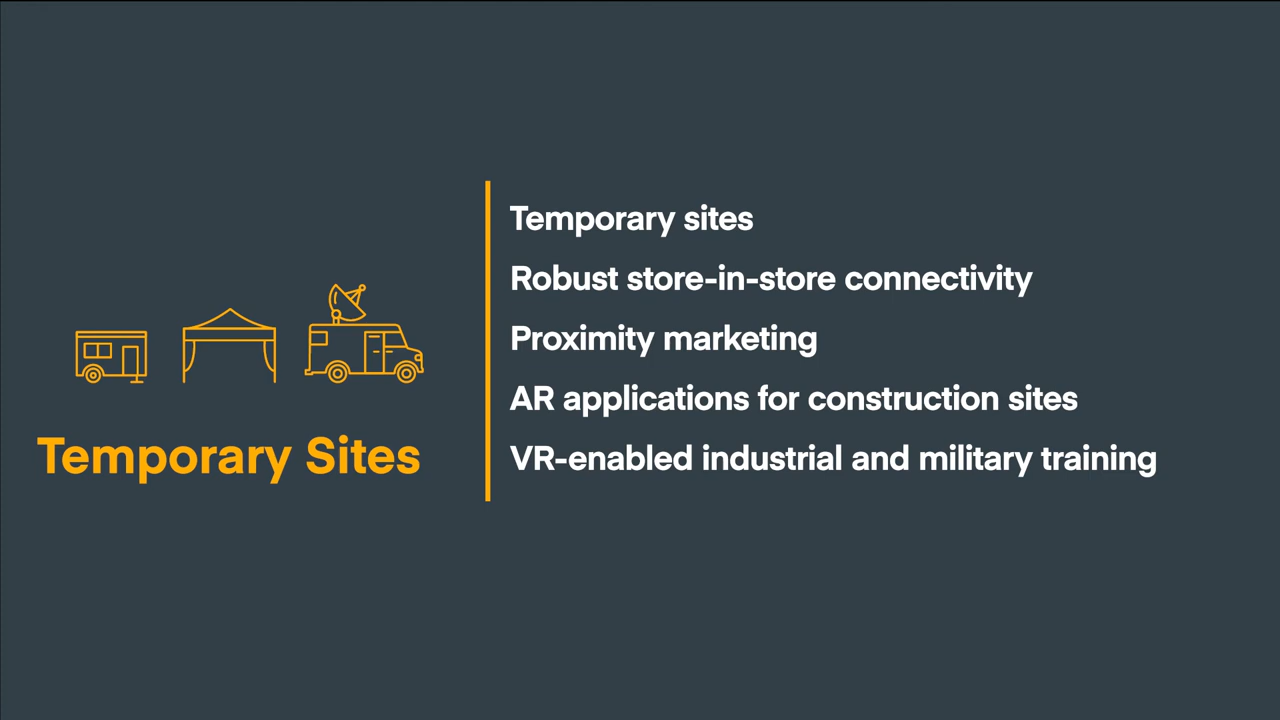 Temporary Sites
Temporary sites
Robust store-in-store connectivity
Proximity marketing
AR applications for construction sites
VR-enabled industrial and military training